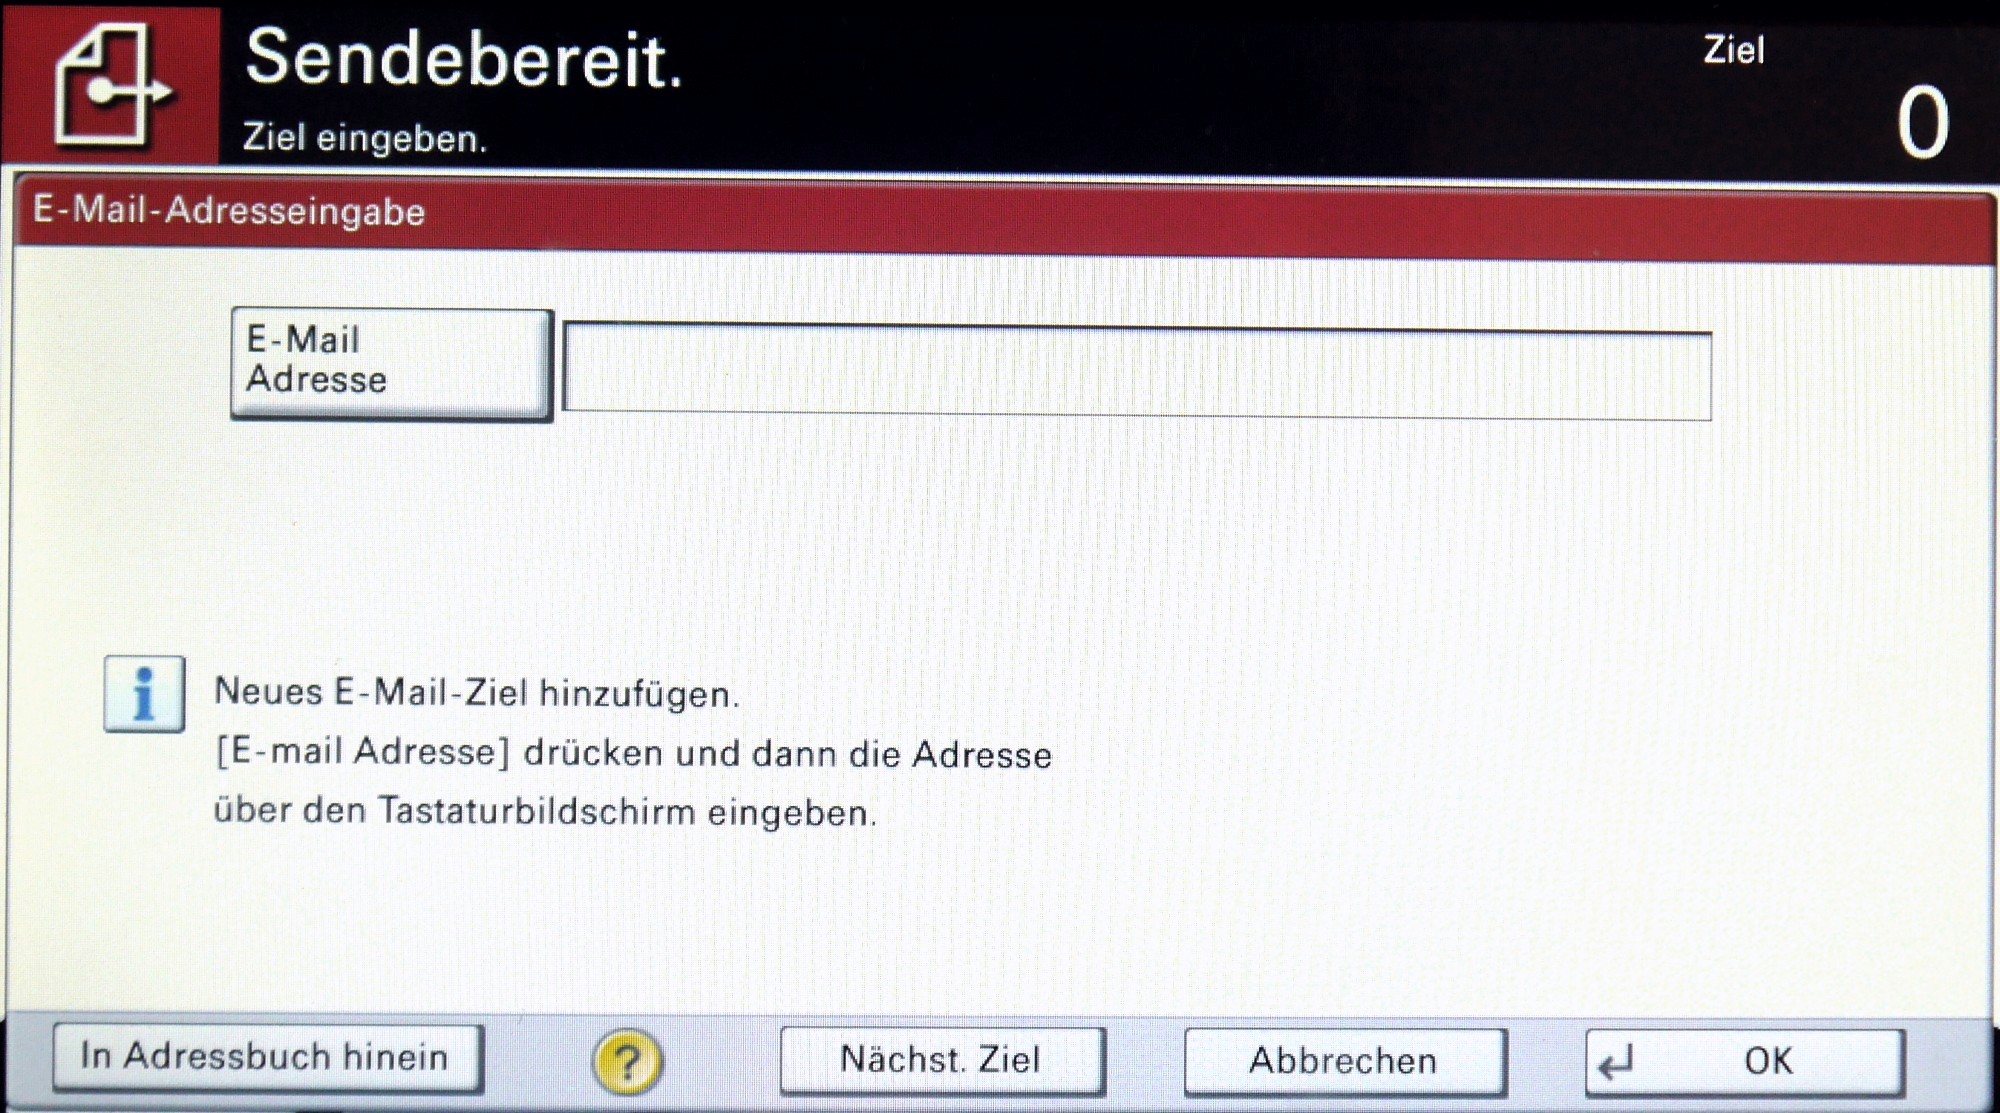 Sendebereit.
Ziel eingeben.
Ziel
0
E-Mail-Adresseingabe
E-Mail
Adresse
i
Neues E-Mail-Ziel hinzufügen.
[E-mail Adresse] drücken und dann die Adresse
über den Tastaturbildschirm eingeben.
In Adressbuch hinein
?
Nächst. Ziel
Abbrechen
OK